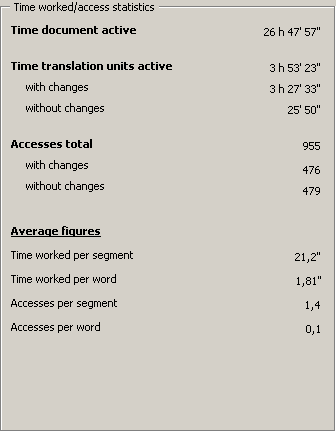 Time worked/access statistics
Time document active 26 h 47' 57"
Time translation units active 3 h 53' 23"
with changes 3 h 27' 33"
without changes 25' 50"
Accesses total 955
with changes 476
without changes 479
Average figures
Time worked per segment 21,2"
Time worked per word 1,81"
Accesses per segment 1,4
Accesses per word 0,1